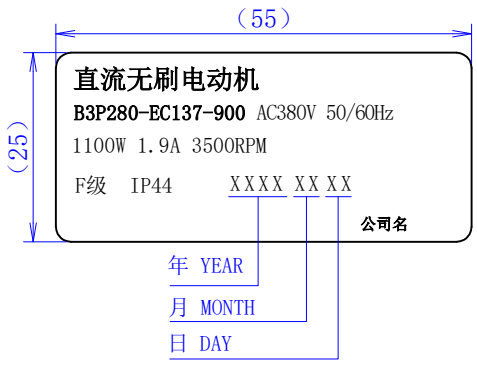 (55)
(25)
直流无刷电动机
B3P280-EC137-900 AC380V 50/60Hz
1100W 1.9A 3500RPM
F级 IP44 XXXX XX XX
公司名
年 YEAR
月 MONTH
日 DAY